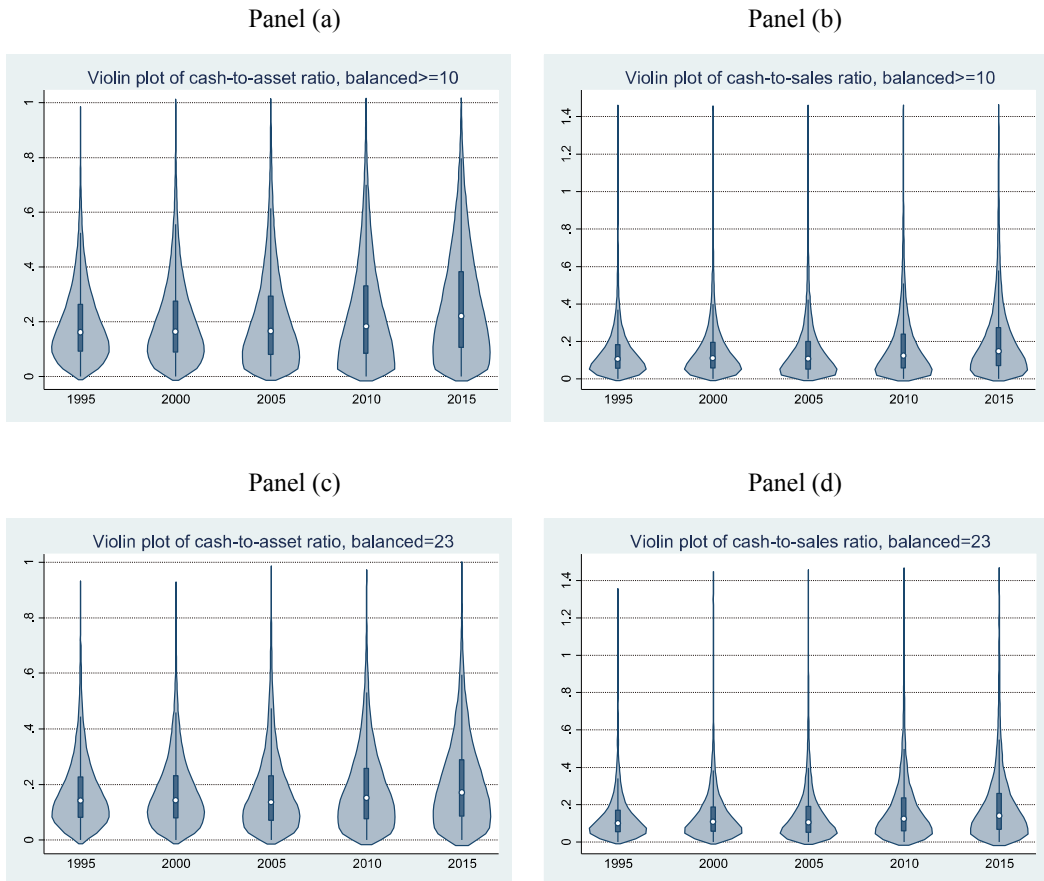 Panel (a)
Panel (b)
Violin plot of cash-to-asset ratio, balanced>=10
1
.8
.6
.4
.2
0
1995 2000 2005 2010 2015
Violin plot of cash-to-sales ratio, balanced>=10
1.4
1.2
1
.8
.6
.4
.2
0
1995 2000 2005 2010 2015
Panel (c)
Panel (d)
Violin plot of cash-to-asset ratio, balanced=23
1
.8
.6
.4
.2
0
1995 2000 2005 2010 2015
Violin plot of cash-to-sales ratio, balanced=23
1.4
1.2
1
.8
.6
.4
.2
0
1995 2000 2005 2010 2015